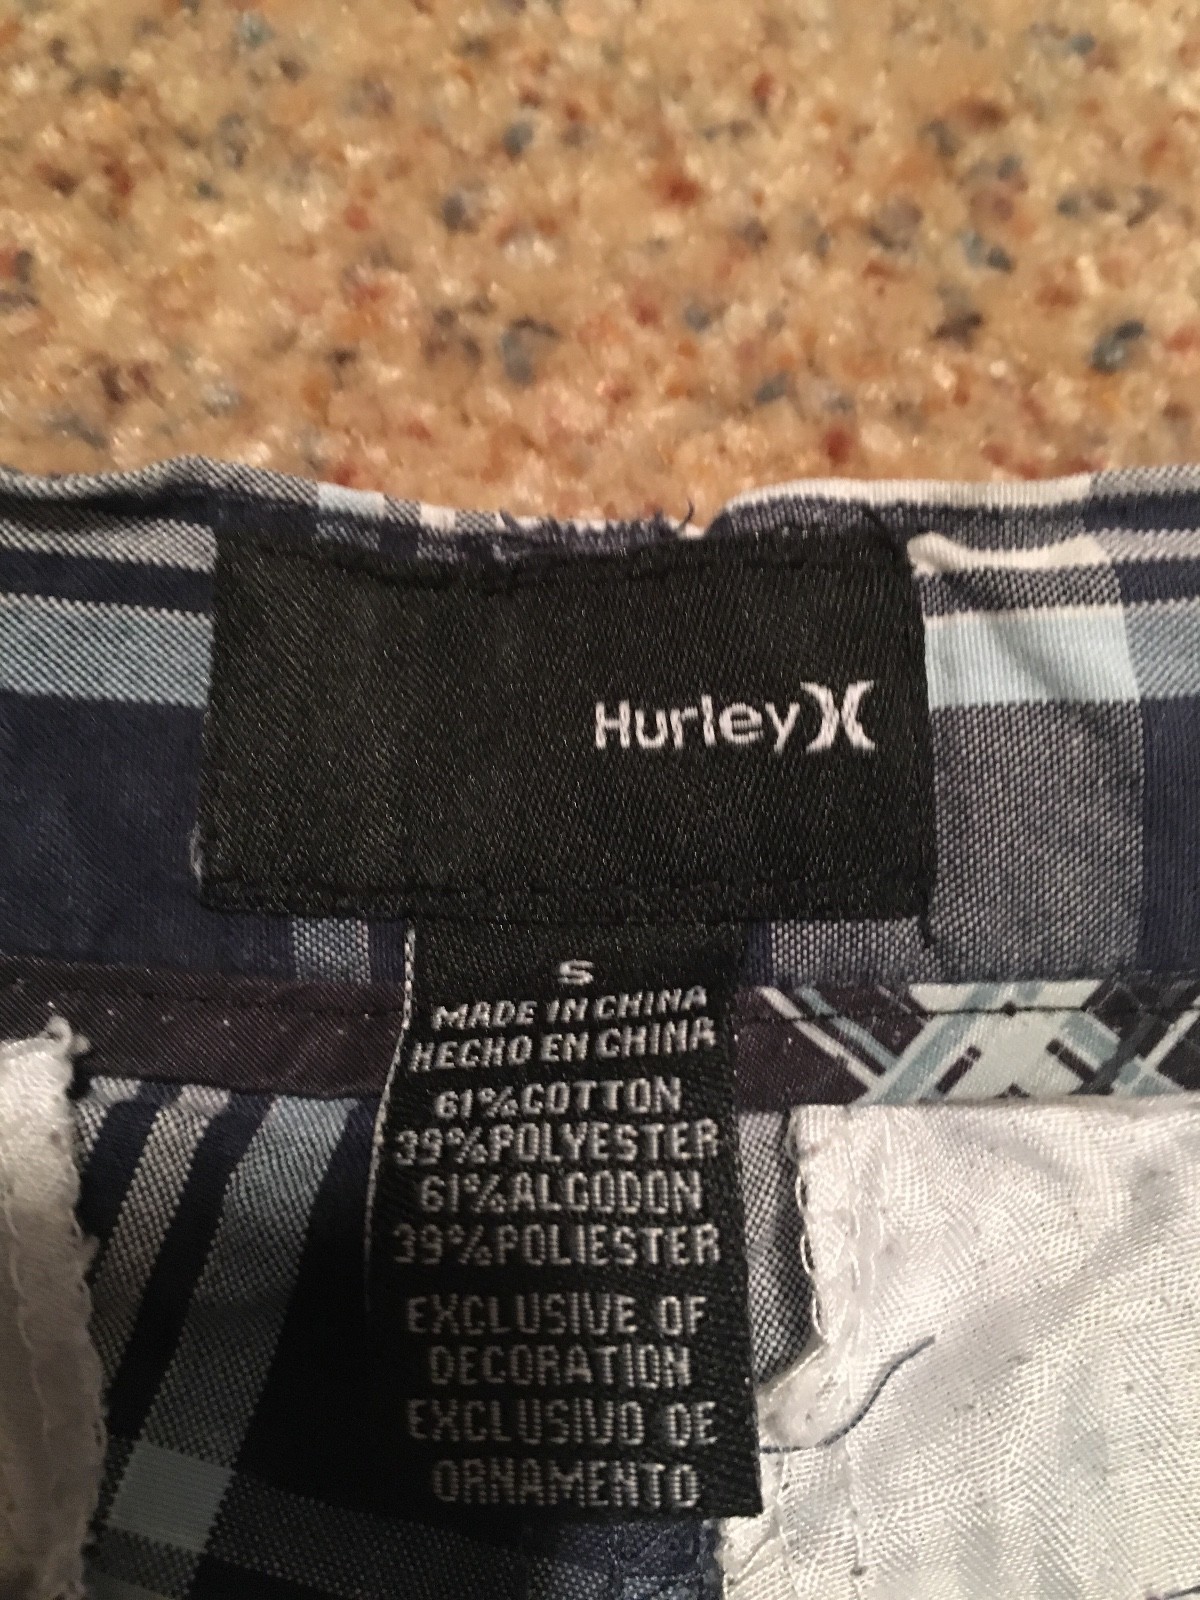 Hurley
S
MADE IN CHINA
HECHO EN CHINA
61%COTTON
39%POLYESTER
61%ALGODON
39%POLIESTER
EXCLUSIVE OF
DECORATION
EXCLUSIVO DE
ORNAMENTO